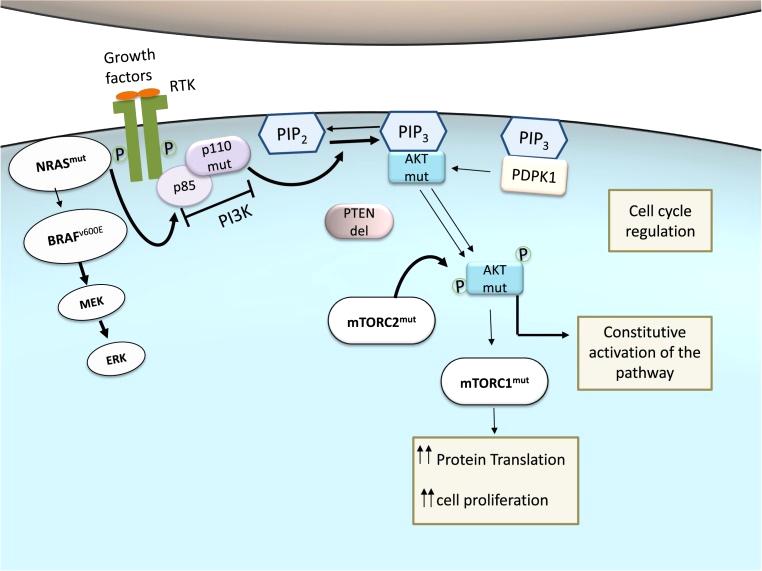 Growth
factors
RTK
P
P
NRASmut
p110
mut
p85
PI3K
PIP2
PIP3
AKT
mut
PIP3
PDPK1
PTEN
del
BRAFv600E
MEK
ERK
Cell cycle
regulation
P
P
AKT
mut
mTORC2mut
Constitutive
activation of the
pathway
mTORC1mut
↑↑ Protein Translation
↑↑ cell proliferation